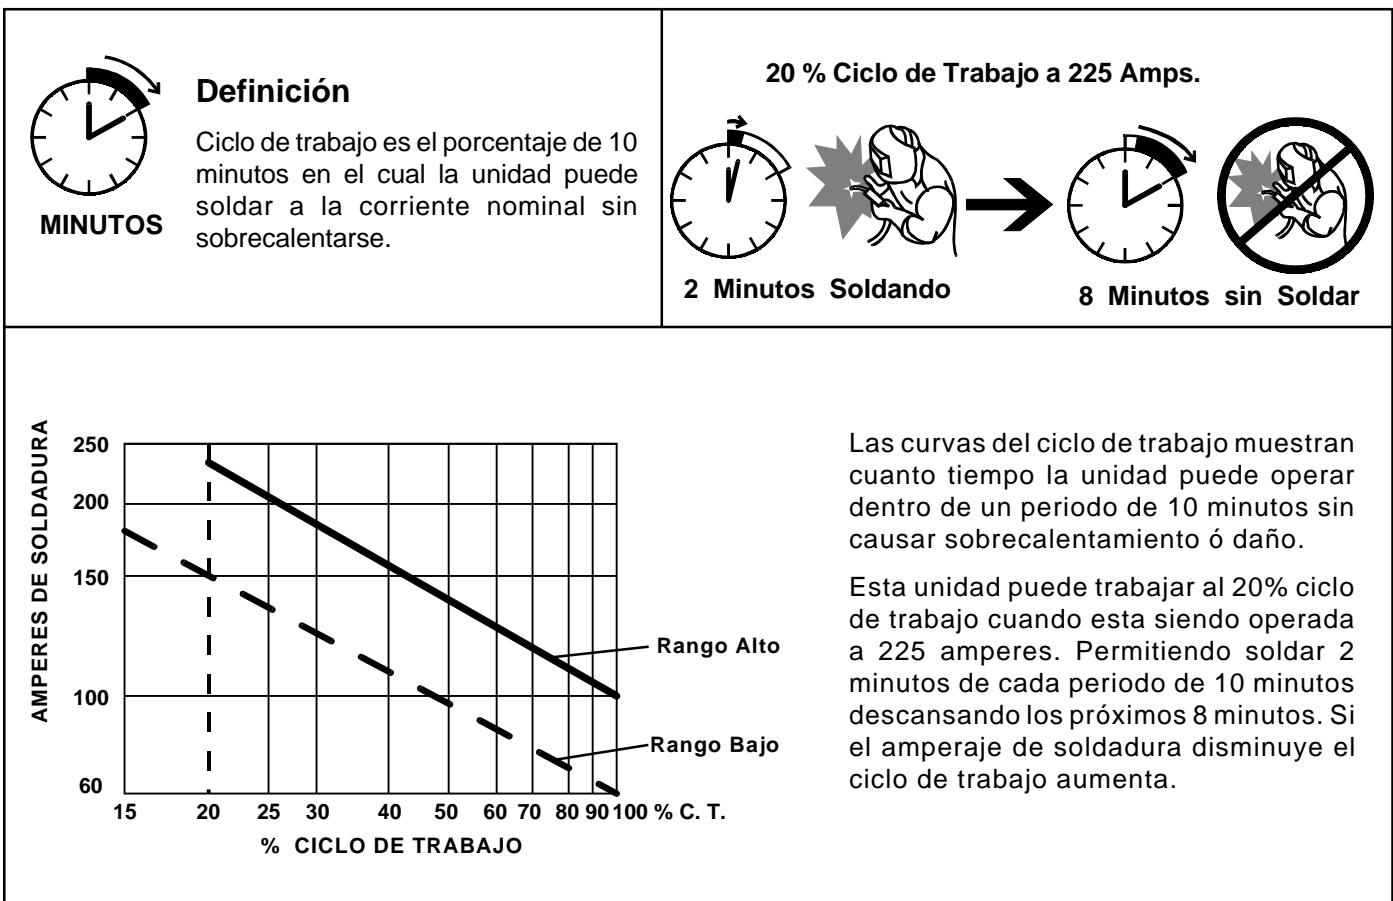 Definición
Ciclo de trabajo es el porcentaje de 10
minutos en el cual la unidad puede
soldar a la corriente nominal sin
sobrecalentarse.
MINUTOS
20 % Ciclo de Trabajo a 225 Amps.
2 Minutos Soldando
8 Minutos sin Soldar
AMPERES DE SOLDADURA
250
200
150
100
60
15 20 25 30 40 50 60 70 80 90 100 % C. T.
% CICLO DE TRABAJO
Rango Alto
Rango Bajo
Las curvas del ciclo de trabajo muestran
cuanto tiempo la unidad puede operar
dentro de un periodo de 10 minutos sin
causar sobrecalentamiento ó daño.
Esta unidad puede trabajar al 20% ciclo
de trabajo cuando esta siendo operada
a 225 amperes. Permitiendo soldar 2
minutos de cada periodo de 10 minutos
descansando los próximos 8 minutos. Si
el amperaje de soldadura disminuye el
ciclo de trabajo aumenta.